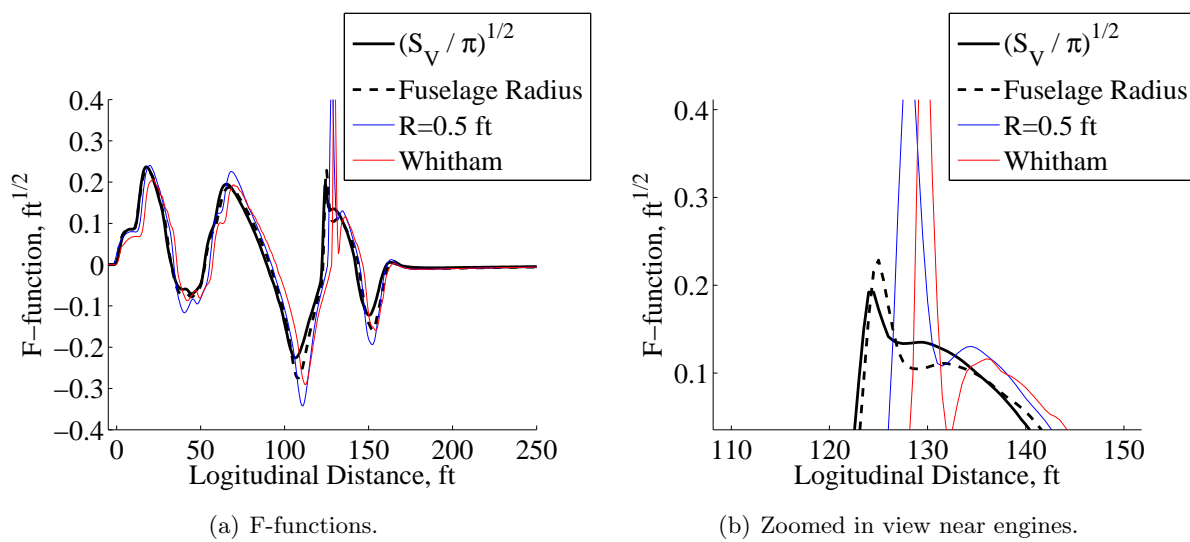 (S_V / π)^1/2
Fuselage Radius
R=0.5 ft
Whitham
0.4
0.3
0.2
0.1
0
−0.1
−0.2
−0.3
−0.4
F−function, ft^1/2
0 50 100 150 200 250
Logitudinal Distance, ft
(a) F-functions.
(S_V / π)^1/2
Fuselage Radius
R=0.5 ft
Whitham
0.4
0.3
0.2
0.1
F−function, ft^1/2
110 120 130 140 150
Logitudinal Distance, ft
(b) Zoomed in view near engines.